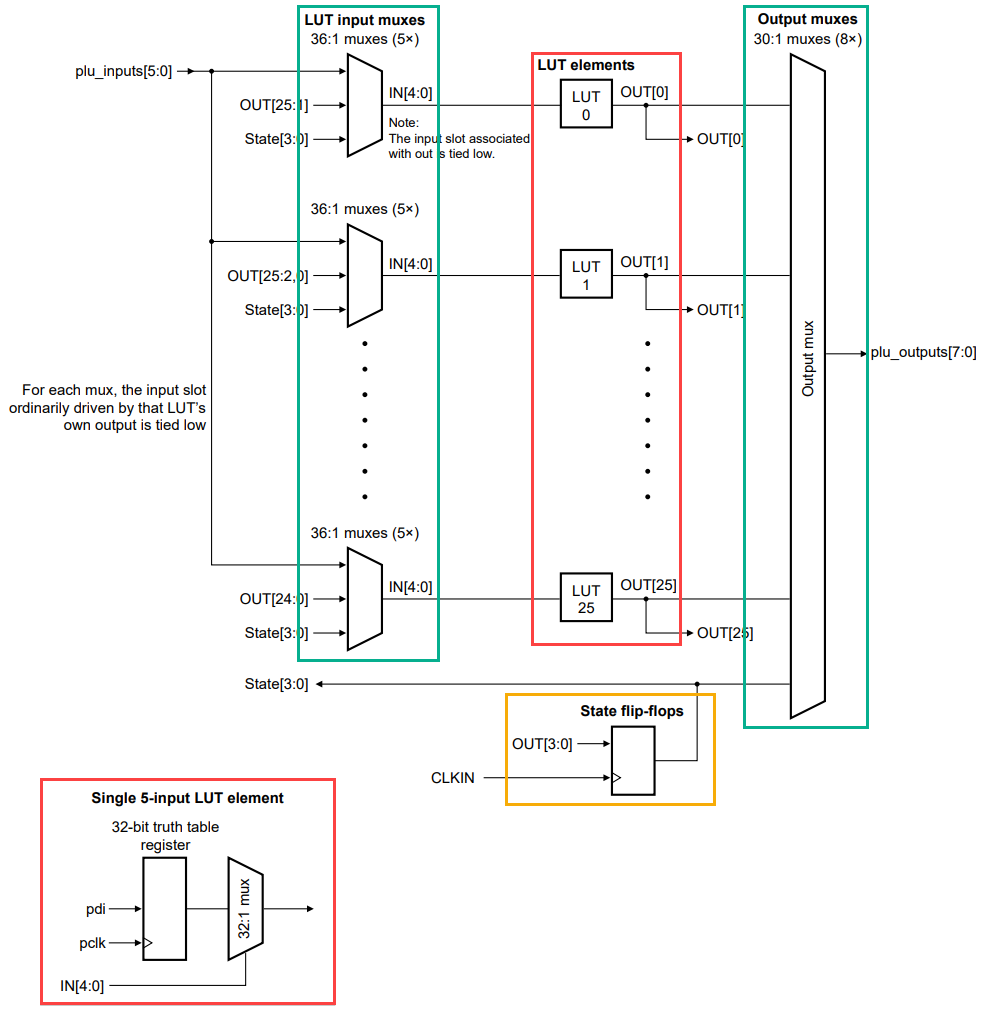 LUT input muxes
36:1 muxes (5×)
plu_inputs[5:0]
OUT[25:1]
State[3:0]
IN[4:0]
Note:
The input slot associated
with out is tied low.
LUT elements
LUT
0
OUT[0]
OUT[0]
Output muxes
30:1 muxes (8×)
36:1 muxes (5×)
OUT[25:2,0]
State[3:0]
IN[4:0]
LUT
1
OUT[1]
OUT[1]
Output mux
plu_outputs[7:0]
For each mux, the input slot
ordinarily driven by that LUT's
own output is tied low
36:1 muxes (5×)
OUT[24:0]
State[3:0]
IN[4:0]
LUT
25
OUT[25]
OUT[25]
State[3:0]
State flip-flops
OUT[3:0]
CLKIN
Single 5-input LUT element
32-bit truth table
register
pdi
pclk
IN[4:0]
32:1 mux